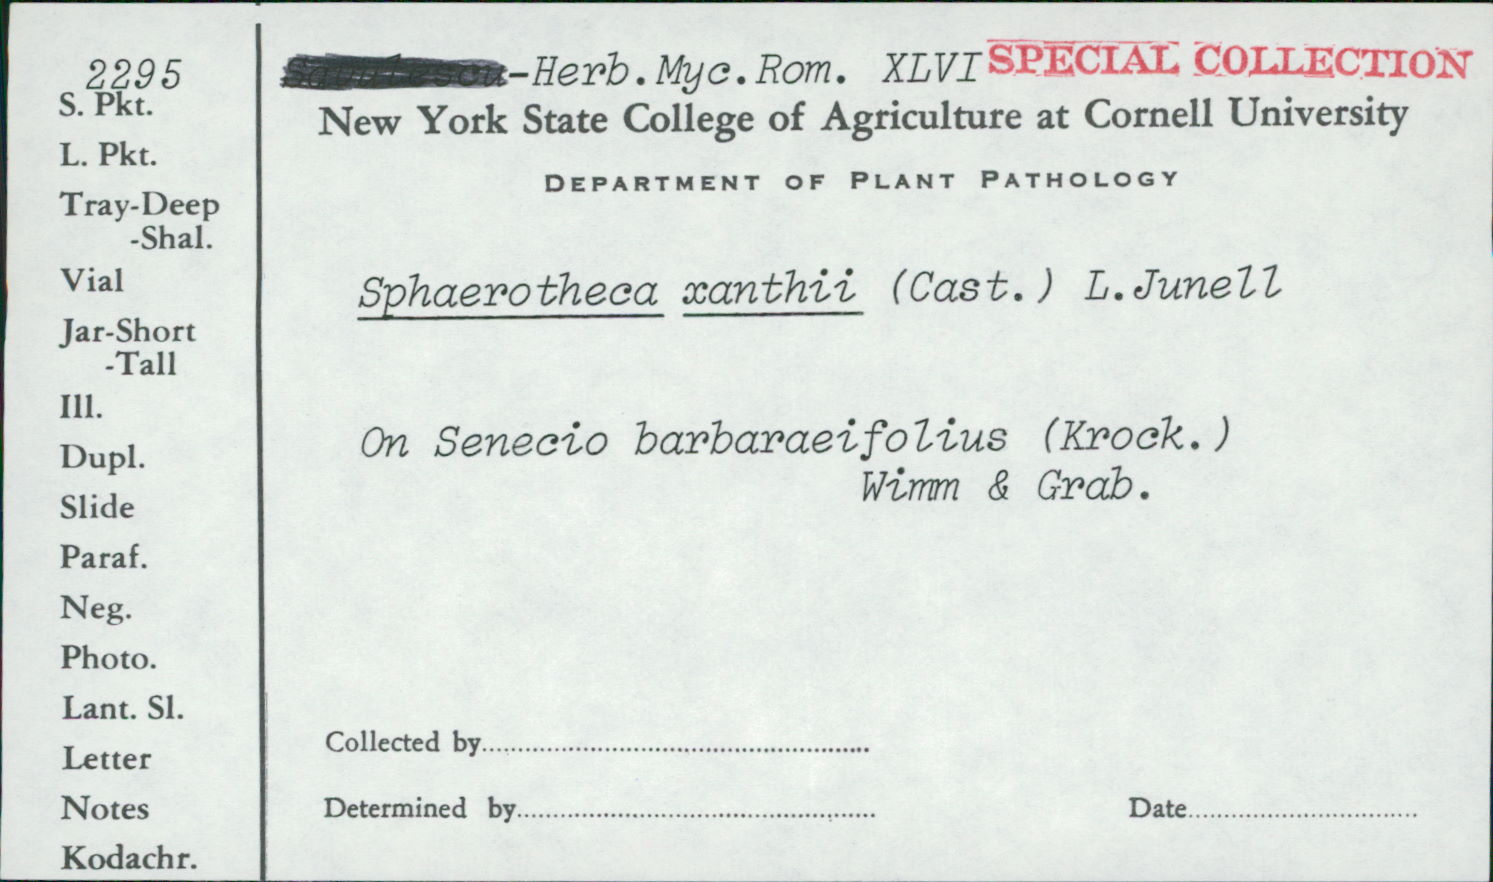 2295
S. Pkt.
L. Pkt.
Tray-Deep
-Shal.
Vial
Jar-Short
-Tall
Ill.
Dupl.
Slide
Paraf.
Neg.
Photo.
Lant. Sl.
Letter
Notes
Kodachr.
-Herb.Myc.Rom. XLVI SPECIAL COLLECTION
New York State College of Agriculture at Cornell University
DEPARTMENT OF PLANT PATHOLOGY
Sphaerotheca xanthii (Cast.) L.Junell
On Senecio barbaraeifolius (Krock.)
Wimm & Grab.
Collected by
Determined by
Date